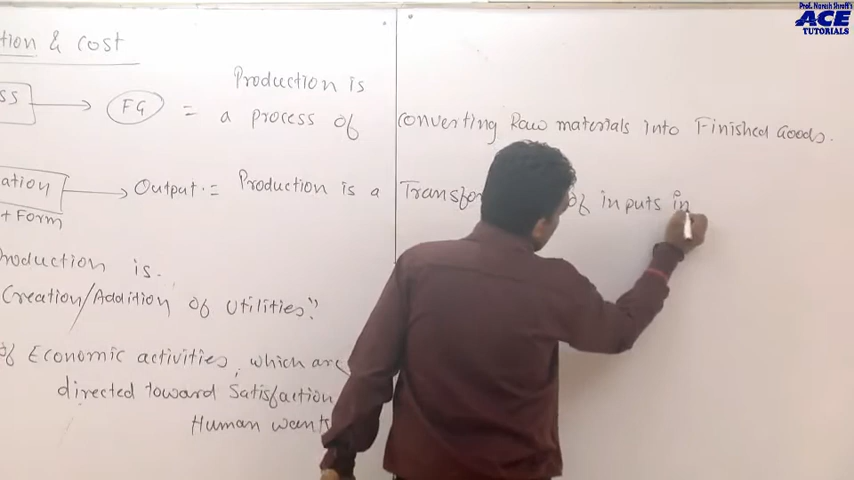 Prof. Naresh Shroff's
ACE
TUTORIALS
tion & cost
SS → FG = Production is
a process of converting Raw materials into Finished Goods.
ation → Output = Production is a Transfor of inputs in
+ Form
Production is.
Creation/Addition of utilities"
of Economic activities, which are
directed toward Satisfaction
Human wants